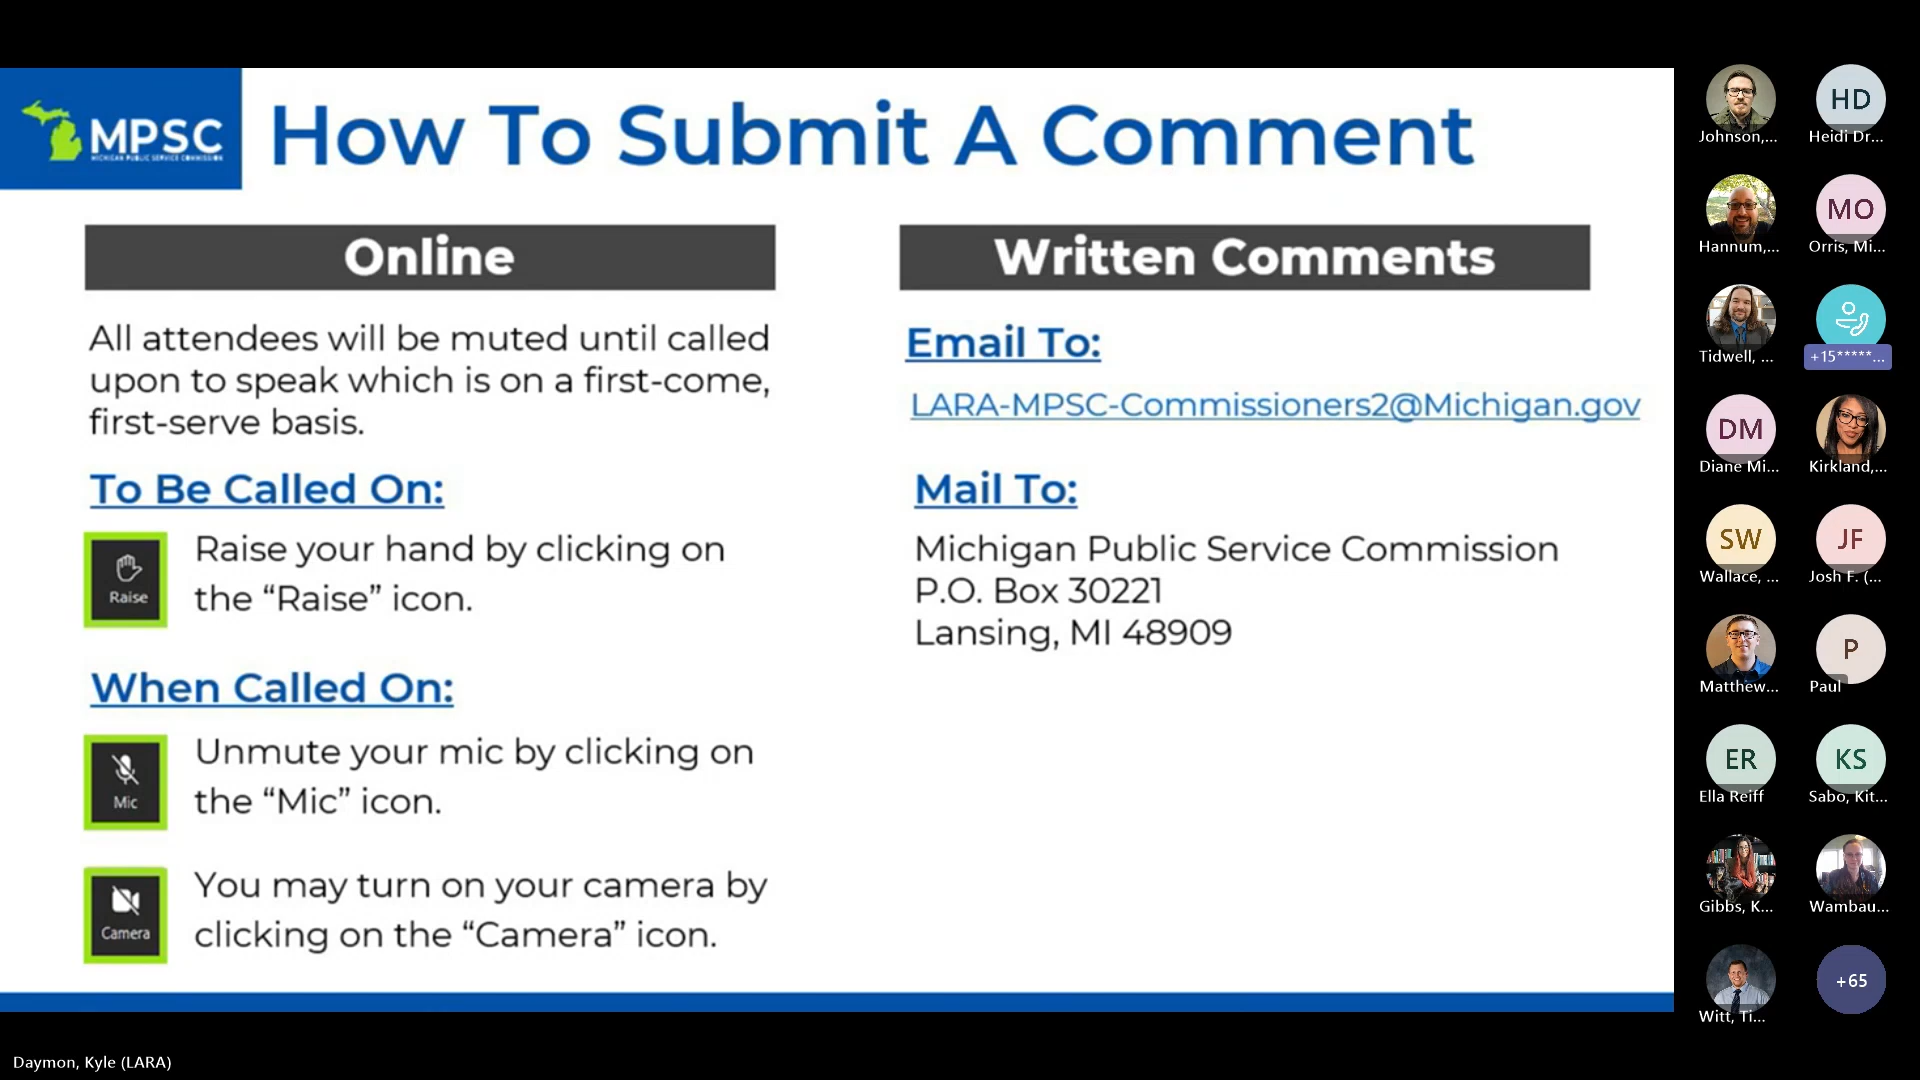 MPSC
MICHIGAN PUBLIC SERVICE COMMISSION
How To Submit A Comment
Online
All attendees will be muted until called
upon to speak which is on a first-come,
first-serve basis.
To Be Called On:
Raise
Raise your hand by clicking on
the “Raise” icon.
When Called On:
Mic
Unmute your mic by clicking on
the “Mic” icon.
Camera
You may turn on your camera by
clicking on the “Camera” icon.
Written Comments
Email To:
LARA-MPSC-Commissioners2@Michigan.gov
Mail To:
Michigan Public Service Commission
P.O. Box 30221
Lansing, MI 48909
Johnson,...
HD
Heidi Dr...
Hannum,...
MO
Orris, Mi...
Tidwell, ...
+15*****...
DM
Diane Mi...
Kirkland,...
SW
Wallace, ...
JF
Josh F. (...
Matthew...
P
Paul
ER
Ella Reiff
KS
Sabo, Kit...
Gibbs, K...
Wambau...
Witt, Ti...
+65
Daymon, Kyle (LARA)